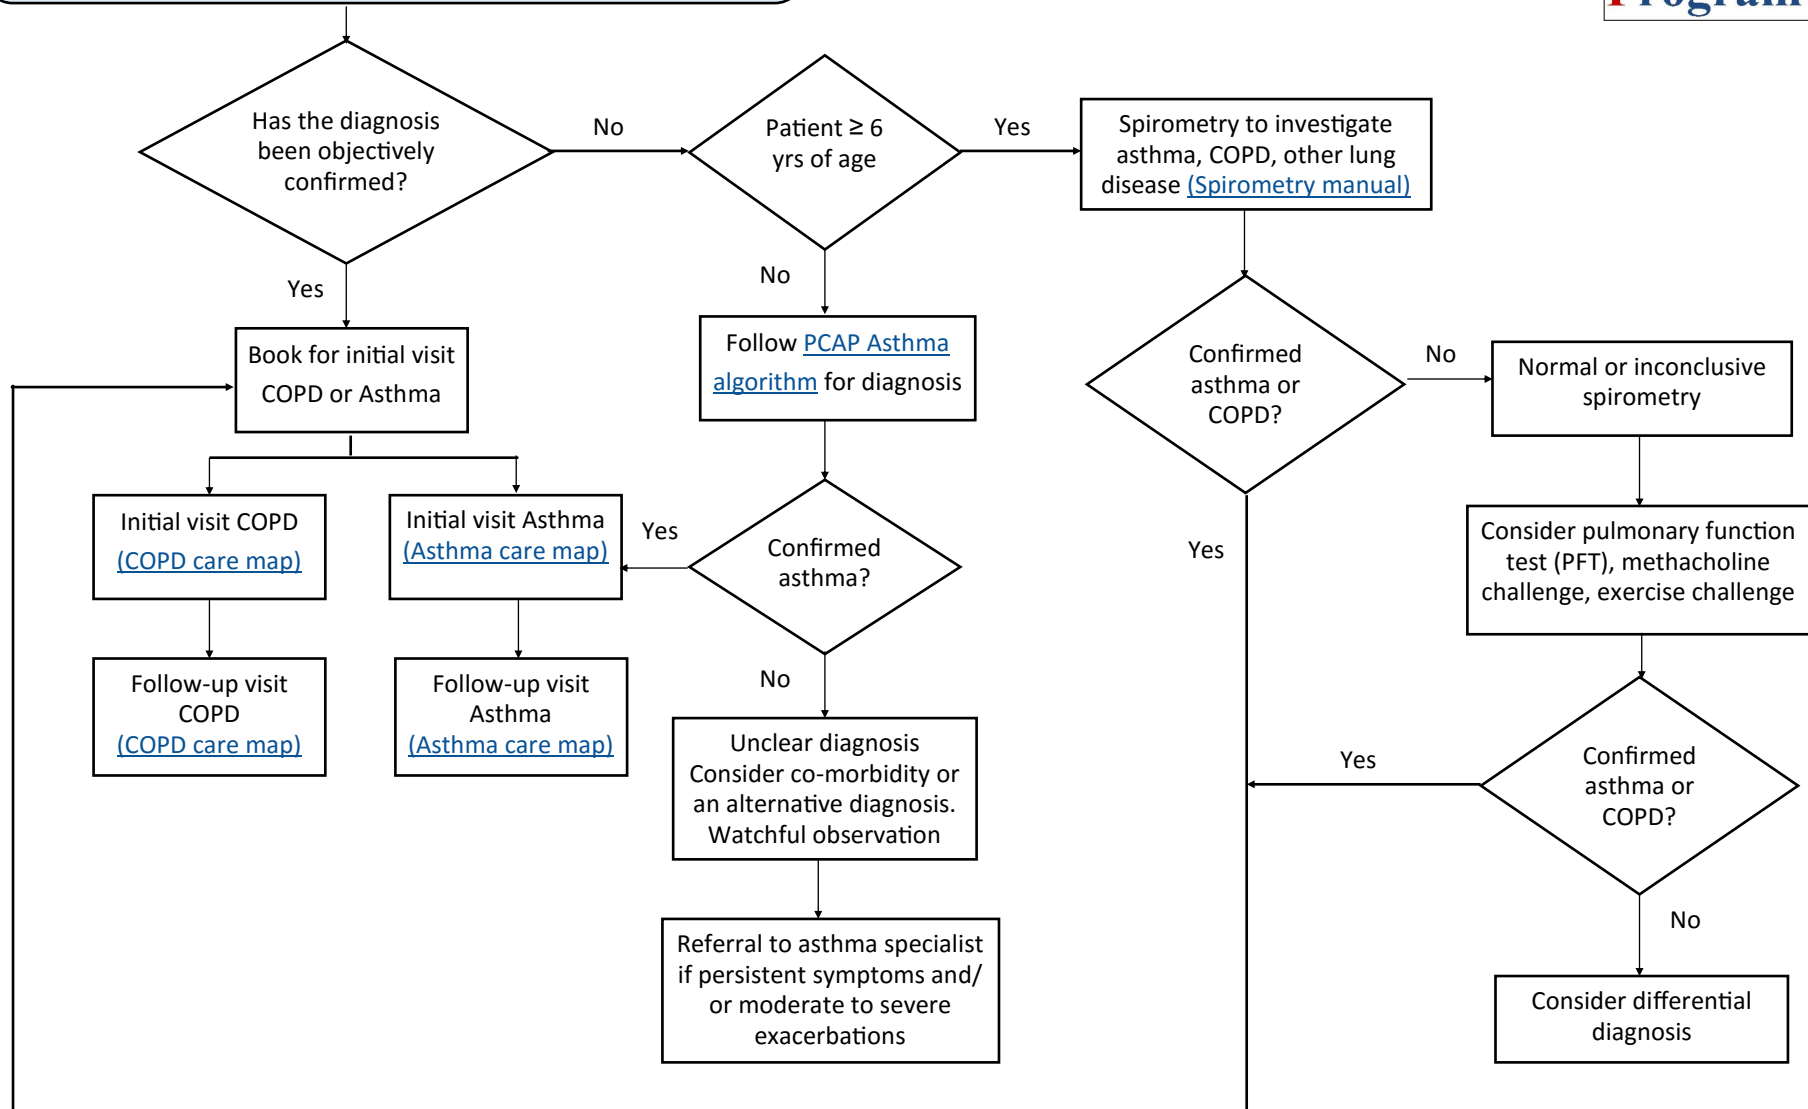 Program
Has the diagnosis
been objectively
confirmed?
No
Patient ≥ 6
yrs of age
Yes
Spirometry to investigate
asthma, COPD, other lung
disease (Spirometry manual)
Yes
No
Book for initial visit
COPD or Asthma
Follow PCAP Asthma
algorithm for diagnosis
Confirmed
asthma or
COPD?
No
Normal or inconclusive
spirometry
Initial visit COPD
(COPD care map)
Initial visit Asthma
(Asthma care map)
Yes
Confirmed
asthma?
Yes
Consider pulmonary function
test (PFT), methacholine
challenge, exercise challenge
Follow-up visit
COPD
(COPD care map)
Follow-up visit
Asthma
(Asthma care map)
No
Unclear diagnosis
Consider co-morbidity or
an alternative diagnosis.
Watchful observation
Yes
Confirmed
asthma or
COPD?
Referral to asthma specialist
if persistent symptoms and/
or moderate to severe
exacerbations
No
Consider differential
diagnosis